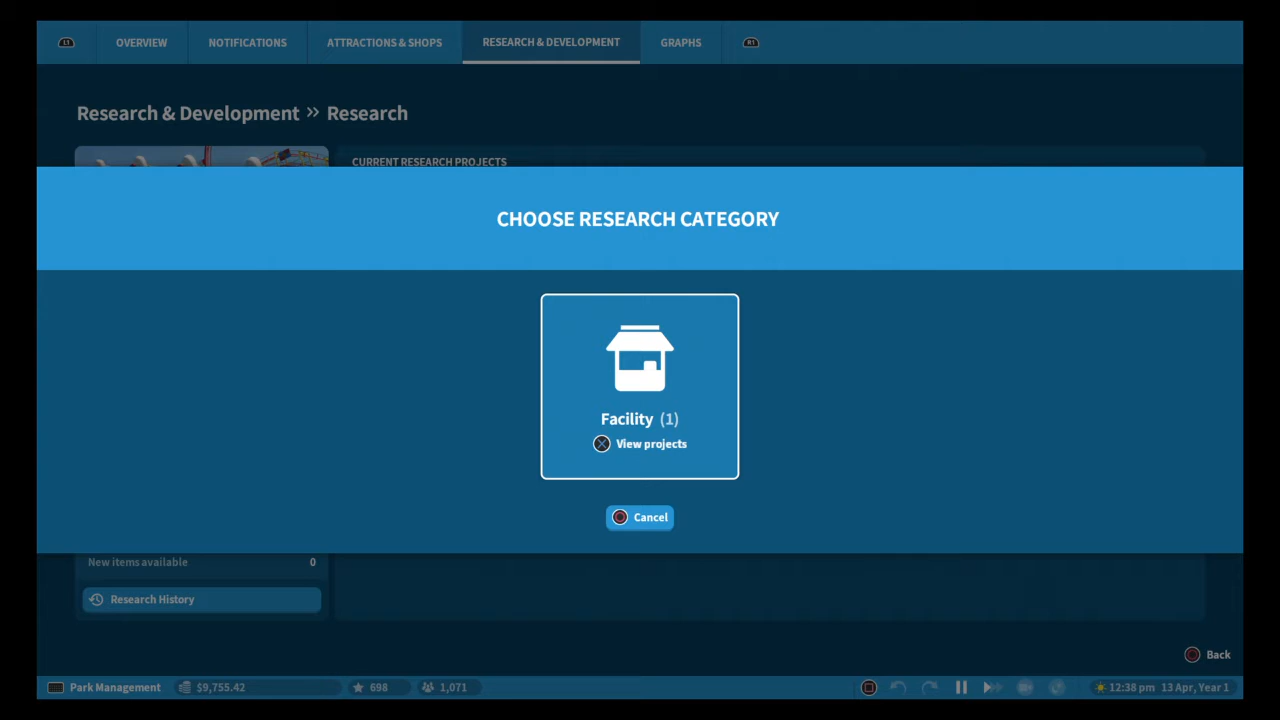 L1 OVERVIEW NOTIFICATIONS ATTRACTIONS & SHOPS RESEARCH & DEVELOPMENT GRAPHS R1
Research & Development » Research
CURRENT RESEARCH PROJECTS
CHOOSE RESEARCH CATEGORY
Facility (1)
View projects
Cancel
New items available 0
Research History
Back
Park Management $9,755.42 698 1,071 12:38 pm 13 Apr, Year 1